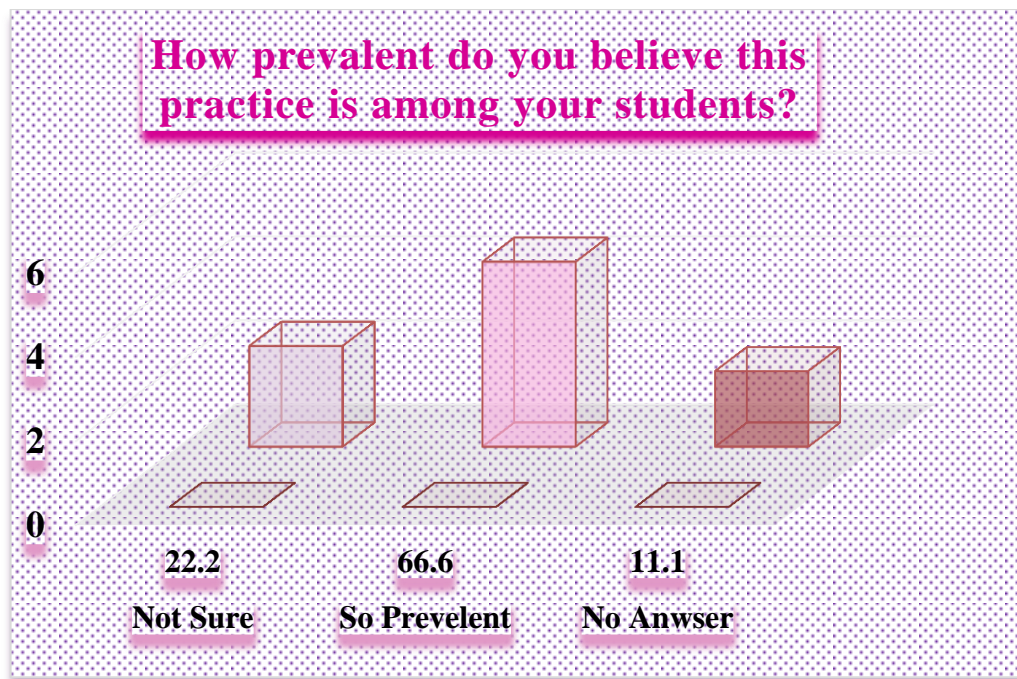 How prevalent do you believe this
practice is among your students?
6
4
2
0
22.2 66.6 11.1
Not Sure So Prevelent No Anwser